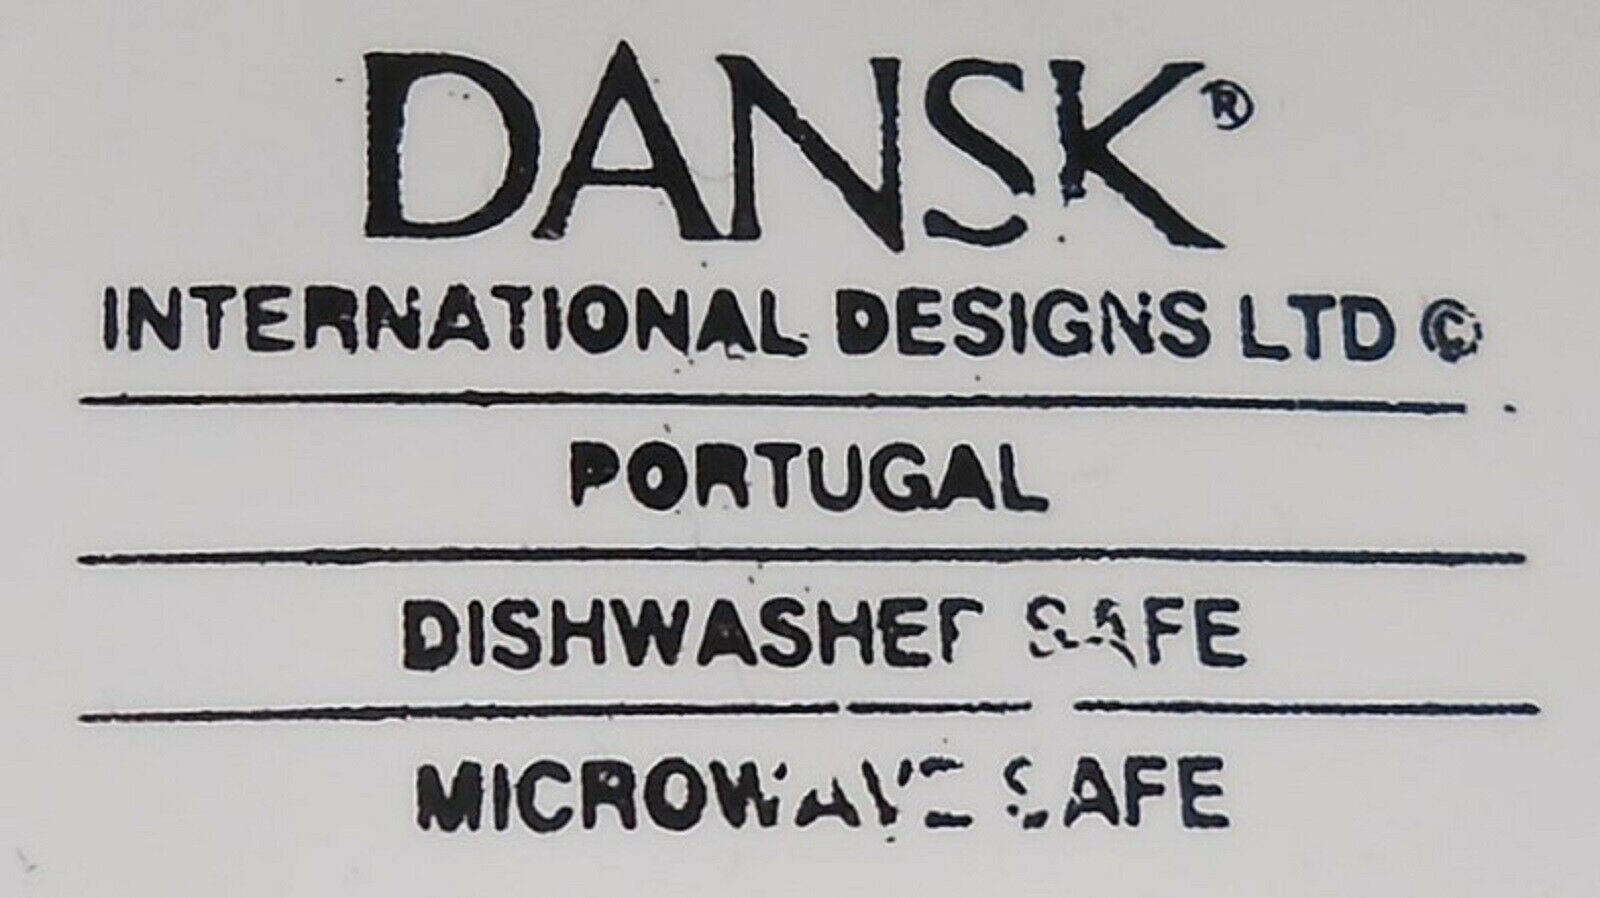 DANSK®
INTERNATIONAL DESIGNS LTD ©
PORTUGAL
DISHWASHER SAFE
MICROWAVE SAFE